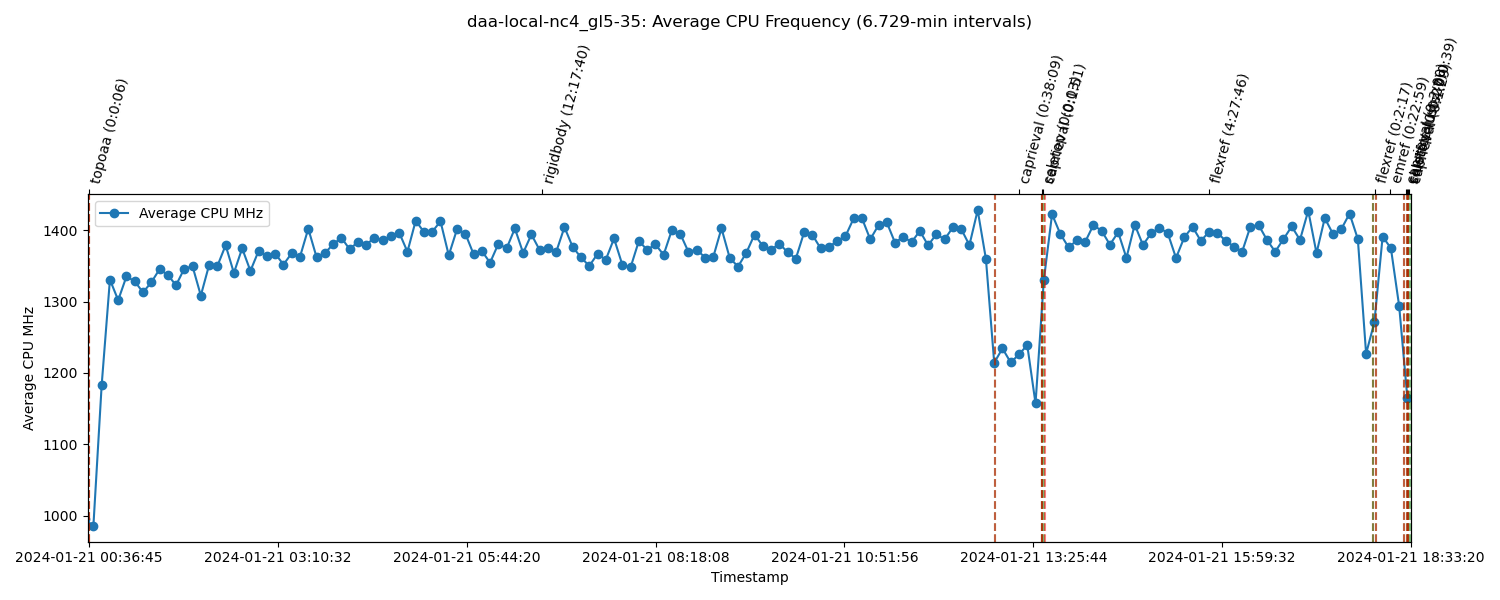 daa-local-nc4_gl5-35: Average CPU Frequency (6.729-min intervals)
topoaa (0:0:06)
rigidbody (12:17:40)
caprieval (0:38:09)
flexref (4:27:46)
flexref (0:2:17)
emref (0:22:59)
Average CPU MHz
1400
1300
1200
1100
1000
Average CPU MHz
2024-01-21 00:36:45
2024-01-21 03:10:32
2024-01-21 05:44:20
2024-01-21 08:18:08
2024-01-21 10:51:56
2024-01-21 13:25:44
2024-01-21 15:59:32
2024-01-21 18:33:20
Timestamp